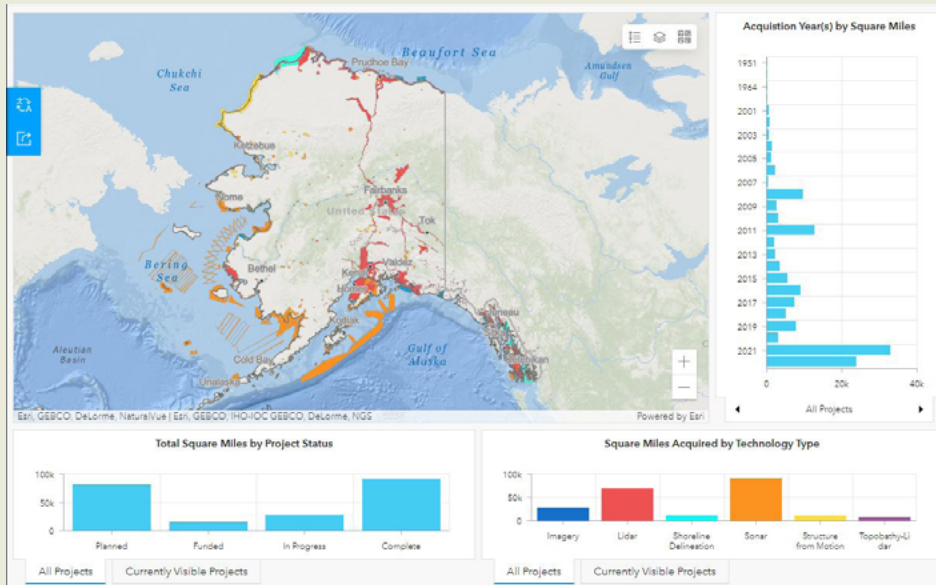 Acquistion Year(s) by Square Miles
Beaufort Sea
Chukchi
Sea
Prudhoe Bay
Amundsen
Gulf
Kotzebue
Nome
Fairbanks
United States
Tok
Bering
Sea
Bethel
Valdez
Kenai
Homer
Juneau
Kodiak
Ketchikan
Gulf of
Alaska
Aleutian
Basin
Cold Bay
Unalaska
+
−
Esri, GEBCO, DeLorme, NaturalVue | Esri, GEBCO, IHO-IOC GEBCO, DeLorme, NGS
Powered by Esri
1951
1964
2001
2003
2005
2007
2009
2011
2013
2015
2017
2019
2021
0 20k 40k
All Projects
Total Square Miles by Project Status
100k
50k
0
Planned Funded In Progress Complete
All Projects Currently Visible Projects
Square Miles Acquired by Technology Type
100k
50k
0
Imagery Lidar Shoreline Sonar Structure Topobathy-Li
Delineation from Motion dar
All Projects Currently Visible Projects